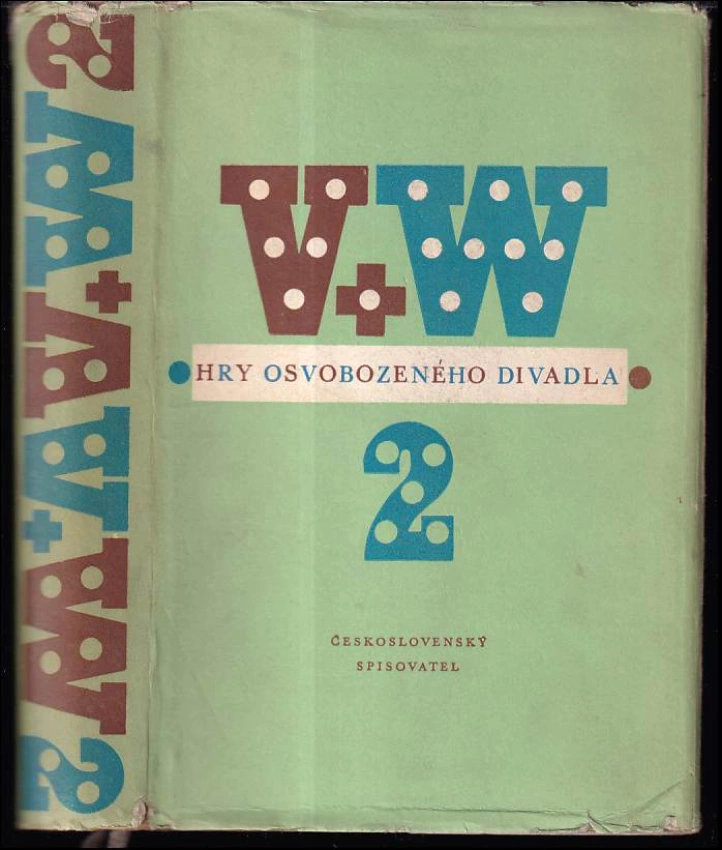 V+W
HRY OSVOBOZENÉHO DIVADLA
2
ČESKOSLOVENSKÝ
SPISOVATEL
2 W+V V+W 2